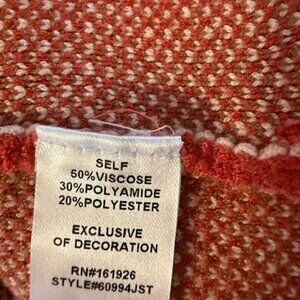 SELF
50%VISCOSE
30%POLYAMIDE
20%POLYESTER
EXCLUSIVE
OF DECORATION
RN#161926
STYLE#60994JST